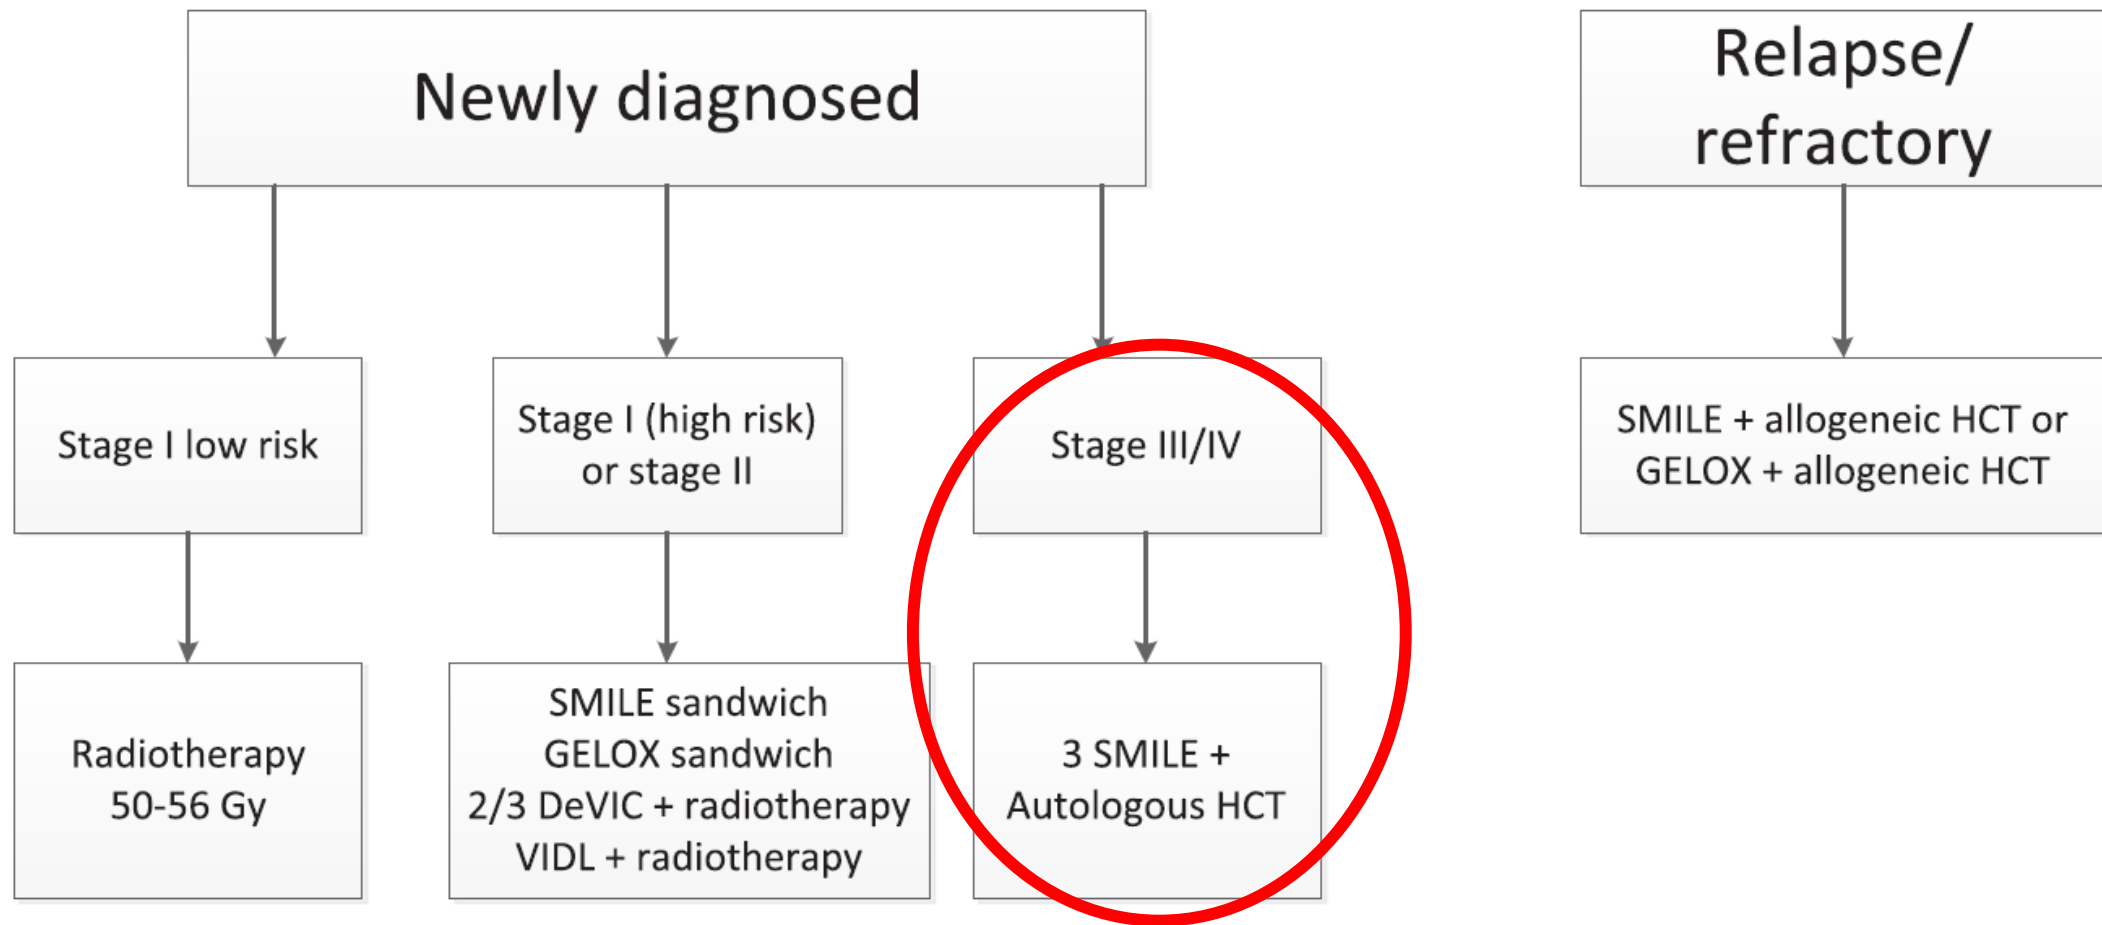 Newly diagnosed
Relapse/
refractory
Stage I low risk
Stage I (high risk)
or stage II
Stage III/IV
SMILE + allogeneic HCT or
GELOX + allogeneic HCT
Radiotherapy
50-56 Gy
SMILE sandwich
GELOX sandwich
2/3 DeVIC + radiotherapy
VIDL + radiotherapy
3 SMILE +
Autologous HCT